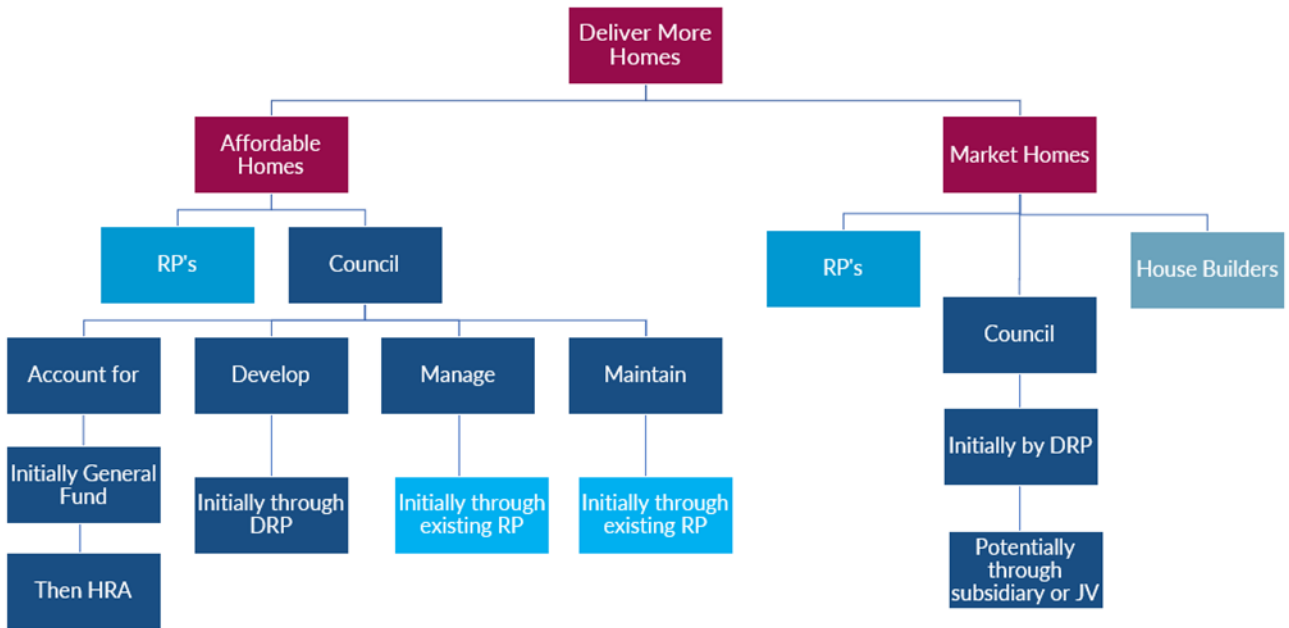 Deliver More
Homes
Affordable
Homes
Market Homes
RP's
Council
RP's
House Builders
Council
Account for
Develop
Manage
Maintain
Initially by DRP
Initially General
Fund
Initially through
DRP
Initially through
existing RP
Initially through
existing RP
Then HRA
Potentially
through
subsidiary or JV